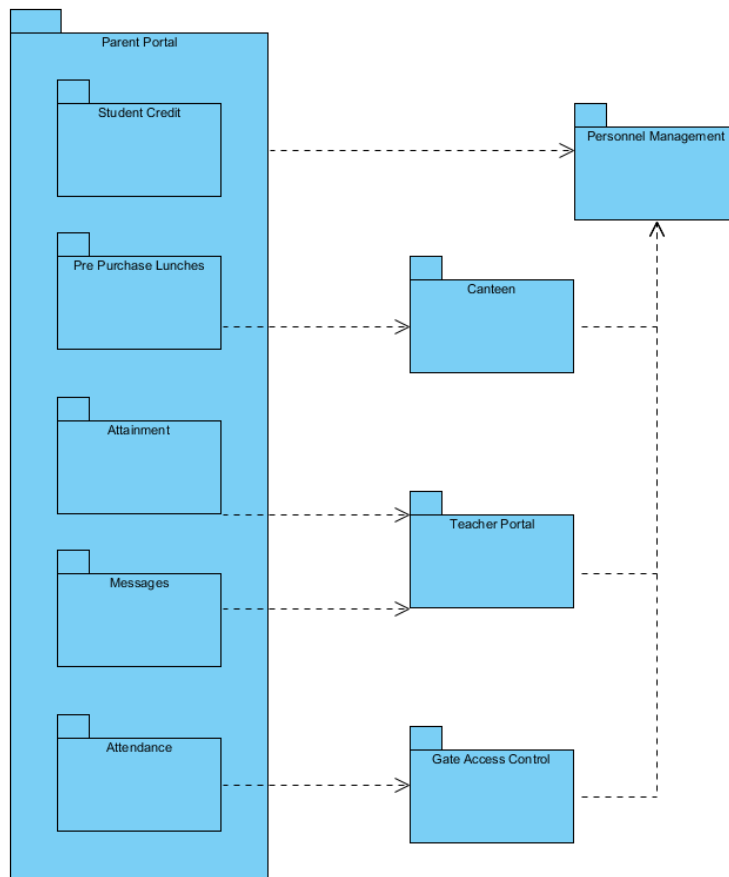 Parent Portal
Student Credit
Personnel Management
Pre Purchase Lunches
Canteen
Attainment
Teacher Portal
Messages
Attendance
Gate Access Control